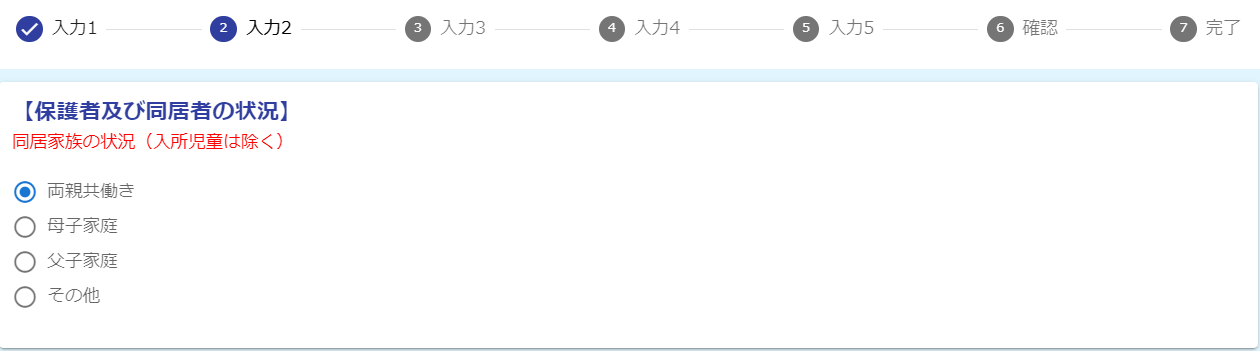 入力1 2 入力2 3 入力3 4 入力4 5 入力5 6 確認 7 完了
【保護者及び同居者の状況】
同居家族の状況（入所児童は除く）
両親共働き
母子家庭
父子家庭
その他